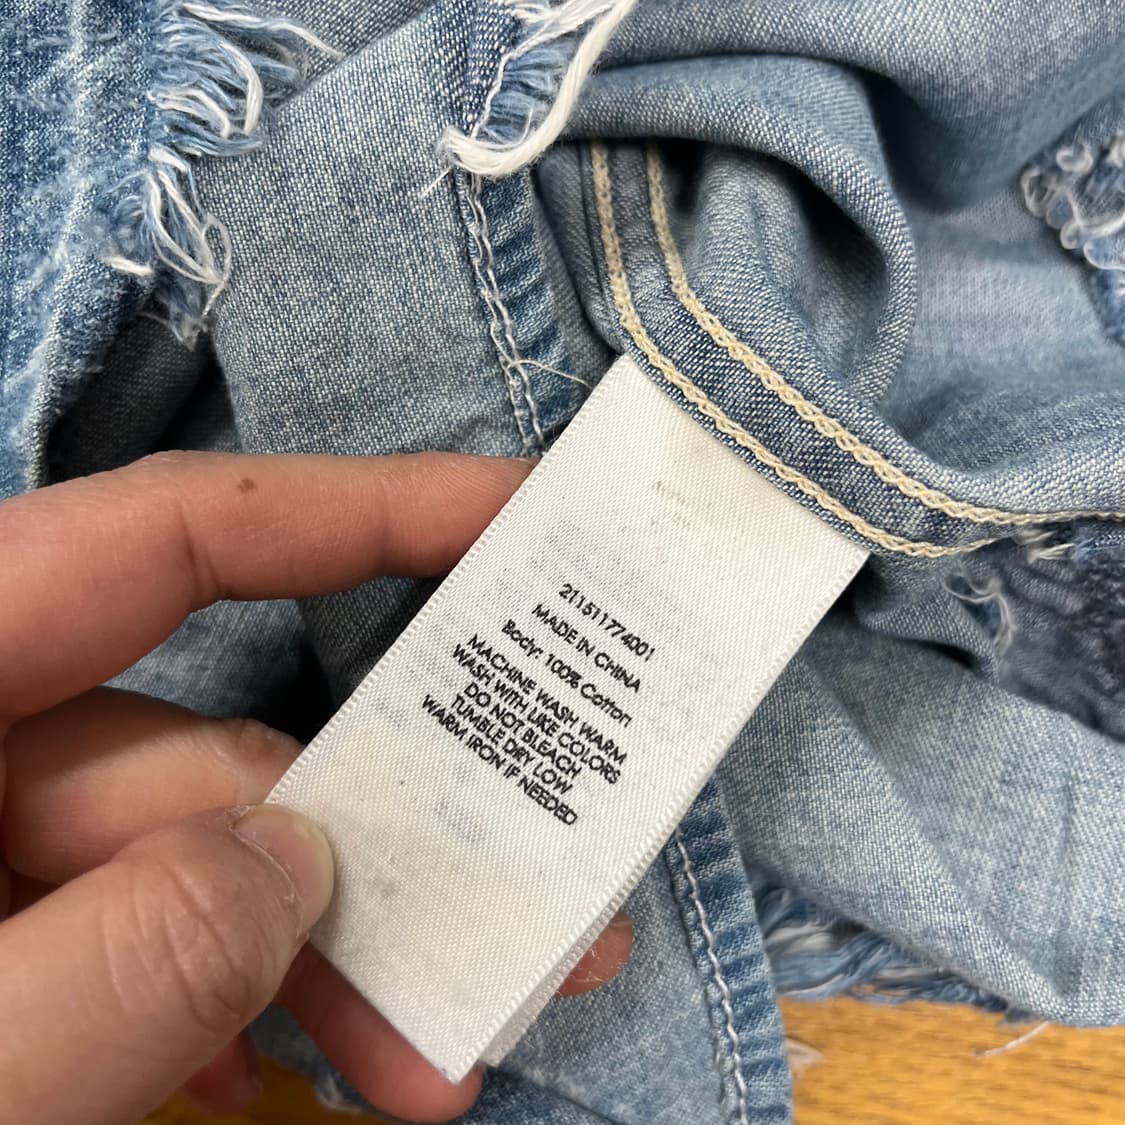 211511774001
MADE IN CHINA
Body: 100% Cotton
MACHINE WASH WARM
WASH WITH LIKE COLORS
DO NOT BLEACH
TUMBLE DRY LOW
WARM IRON IF NEEDED